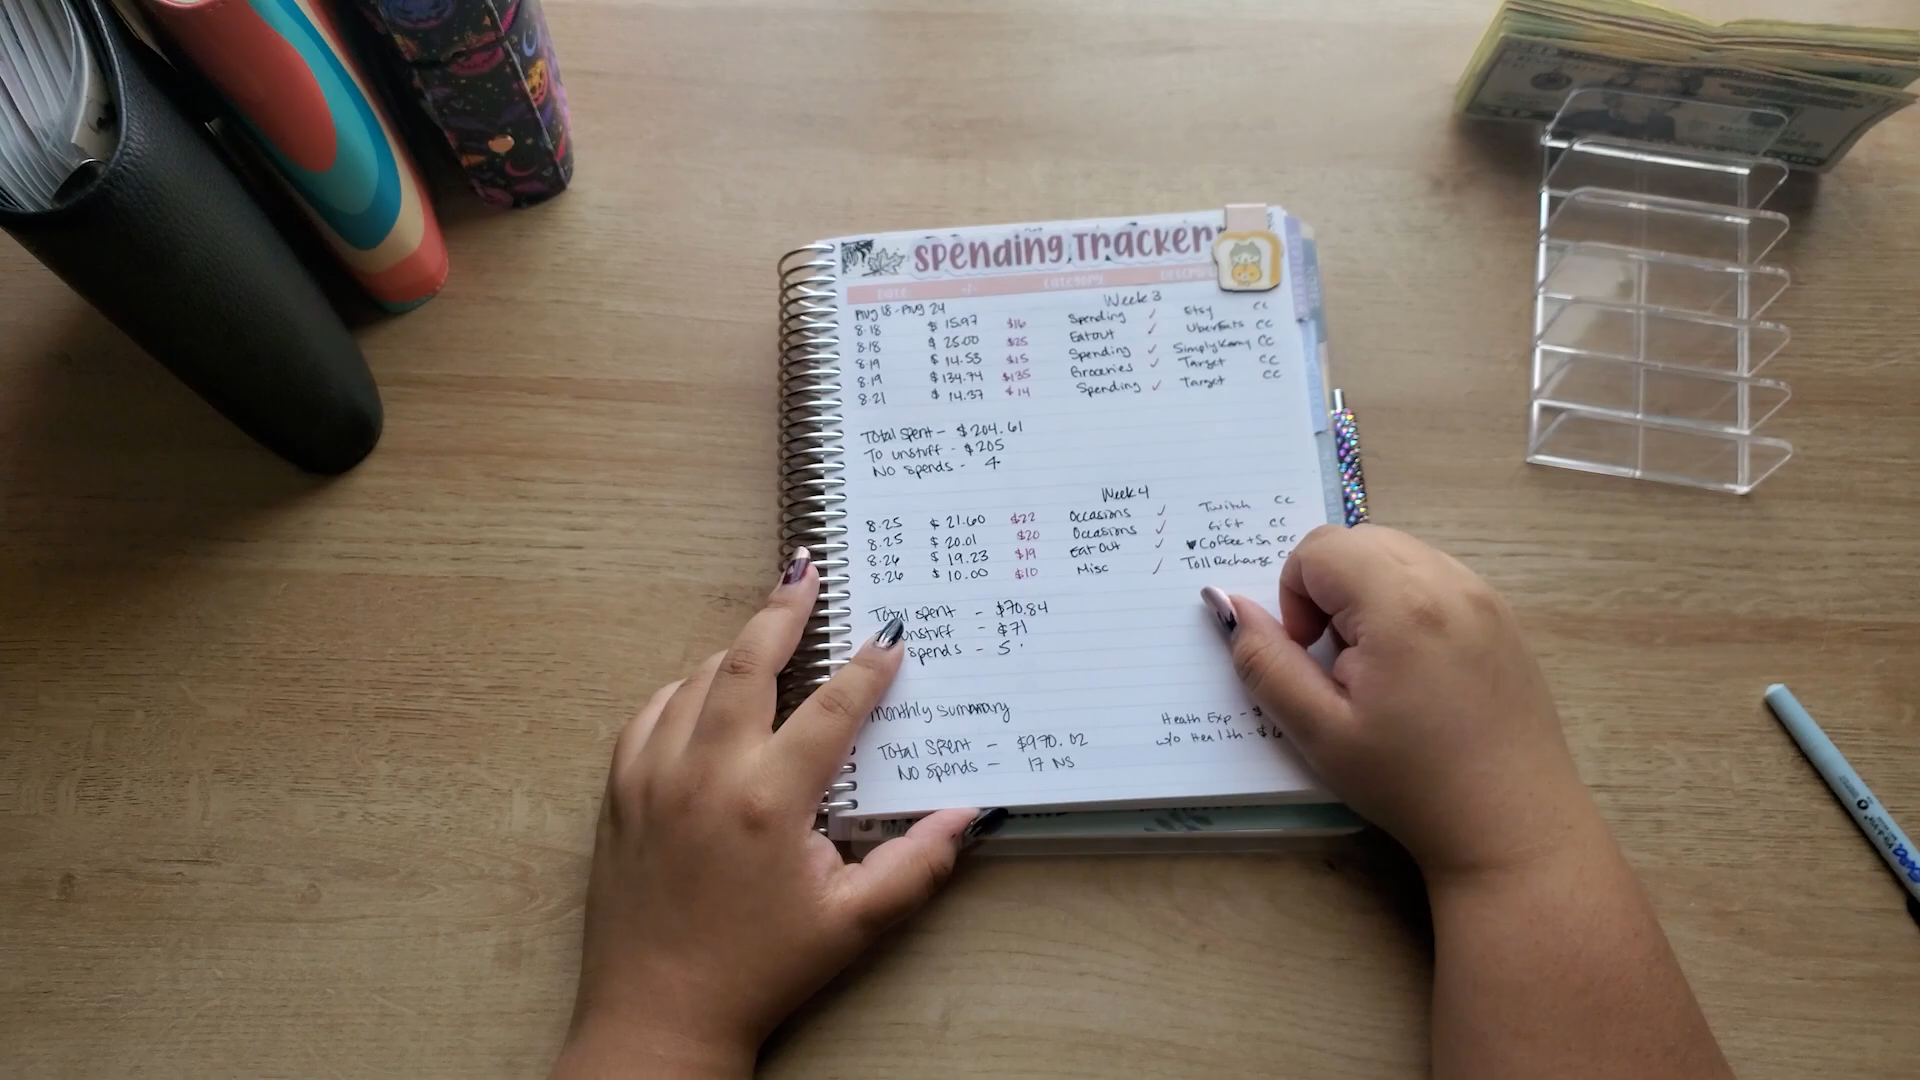 Spending Tracker
DATE +/- CATEGORY
Aug 18 - Aug 24 Week 3
8.18 $ 15.97 $16 Spending ✓ Etsy CC
8.18 $ 25.00 $25 Eatout ✓ UberEats CC
8.19 $ 14.53 $15 Spending ✓ CC
8.19 $ 134.74 $135 Groceries ✓ Target CC
8.21 $ 14.37 $14 Spending ✓ Target CC
Total spent - $204.61
To unstuff - $205
No spends - 4
Week 4
8.25 $ 21.60 $22 Occasions ✓ Twitch CC
8.25 $ 20.01 $20 Occasions ✓ Gift CC
8.26 $ 19.23 $19 Eat Out ✓ Coffee +
8.26 $ 10.00 $10 Misc ✓ Toll Recharge
Total spent - $70.84
unstuff - $71
spends - 5
Monthly Summary
Total Spent - $970.02
No spends - 17 NS
Heath Exp - $
w/o Health - $